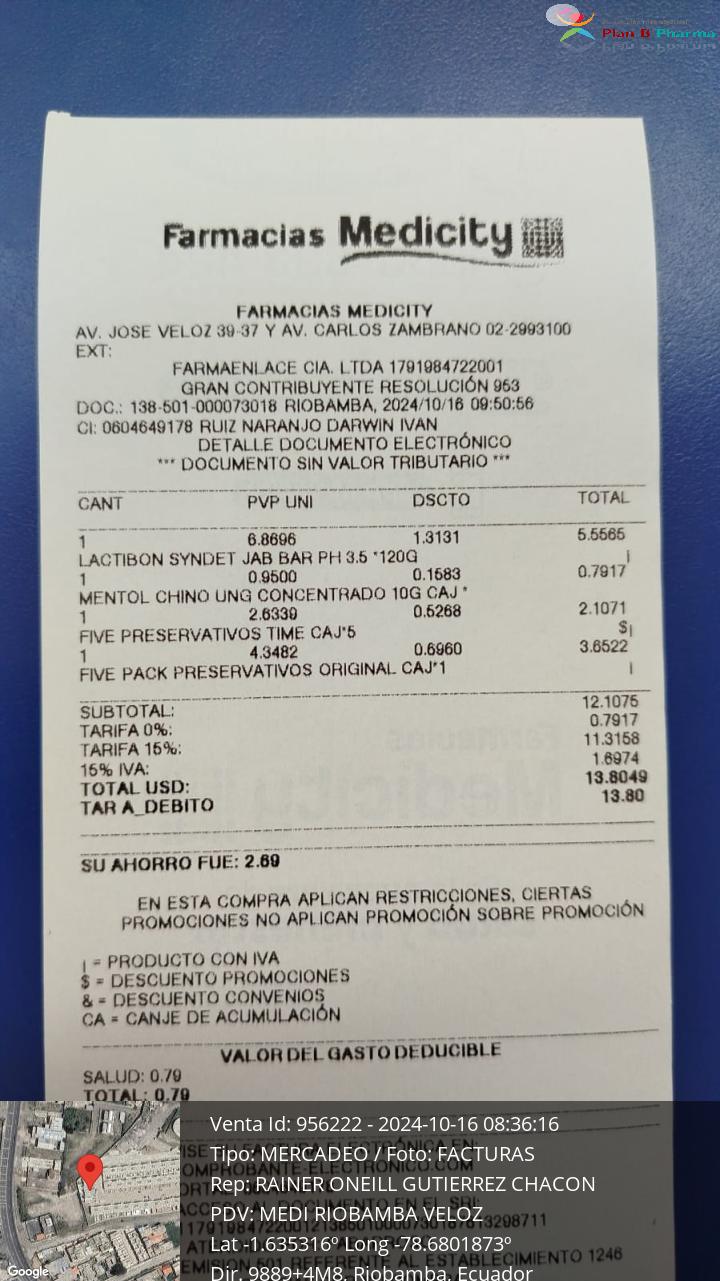 Plan B Pharma
Farmacias Medicity
FARMACIAS MEDICITY
AV. JOSE VELOZ 39-37 Y AV. CARLOS ZAMBRANO 02-2993100
EXT:
FARMAENLACE CIA. LTDA 1791984722001
GRAN CONTRIBUYENTE RESOLUCIÓN 953
DOC.: 138-501-000073018 RIOBAMBA, 2024/10/16 09:50:56
CI: 0604649178 RUIZ NARANJO DARWIN IVAN
DETALLE DOCUMENTO ELECTRÓNICO
*** DOCUMENTO SIN VALOR TRIBUTARIO ***
CANT PVP UNI DSCTO TOTAL
1 6.8696 1.3131 5.5565
LACTIBON SYNDET JAB BAR PH 3.5 *120G ¡
1 0.9500 0.1583 0.7917
MENTOL CHINO UNG CONCENTRADO 10G CAJ *
1 2.6339 0.5268 2.1071
FIVE PRESERVATIVOS TIME CAJ*5 $¡
1 4.3482 0.6960 3.6522
FIVE PACK PRESERVATIVOS ORIGINAL CAJ*1 ¡
SUBTOTAL: 12.1075
TARIFA 0%: 0.7917
TARIFA 15%: 11.3158
15% IVA: 1.6974
TOTAL USD: 13.8049
TAR A_DEBITO 13.80
SU AHORRO FUE: 2.69
EN ESTA COMPRA APLICAN RESTRICCIONES, CIERTAS
PROMOCIONES NO APLICAN PROMOCIÓN SOBRE PROMOCIÓN
¡ = PRODUCTO CON IVA
$ = DESCUENTO PROMOCIONES
& = DESCUENTO CONVENIOS
CA = CANJE DE ACUMULACIÓN
VALOR DEL GASTO DEDUCIBLE
SALUD: 0.79
TOTAL: 0.79
Venta Id: 956222 - 2024-10-16 08:36:16
Tipo: MERCADEO / Foto: FACTURAS
Rep: RAINER ONEILL GUTIERREZ CHACON
PDV: MEDI RIOBAMBA VELOZ
Lat -1.635316º Long -78.6801873º
Dir. 9889+4M8, Riobamba, Ecuador
COMPROBANTE-ELECTRONICO.COM
REFERENTE AL ESTABLECIMIENTO 1246
Google